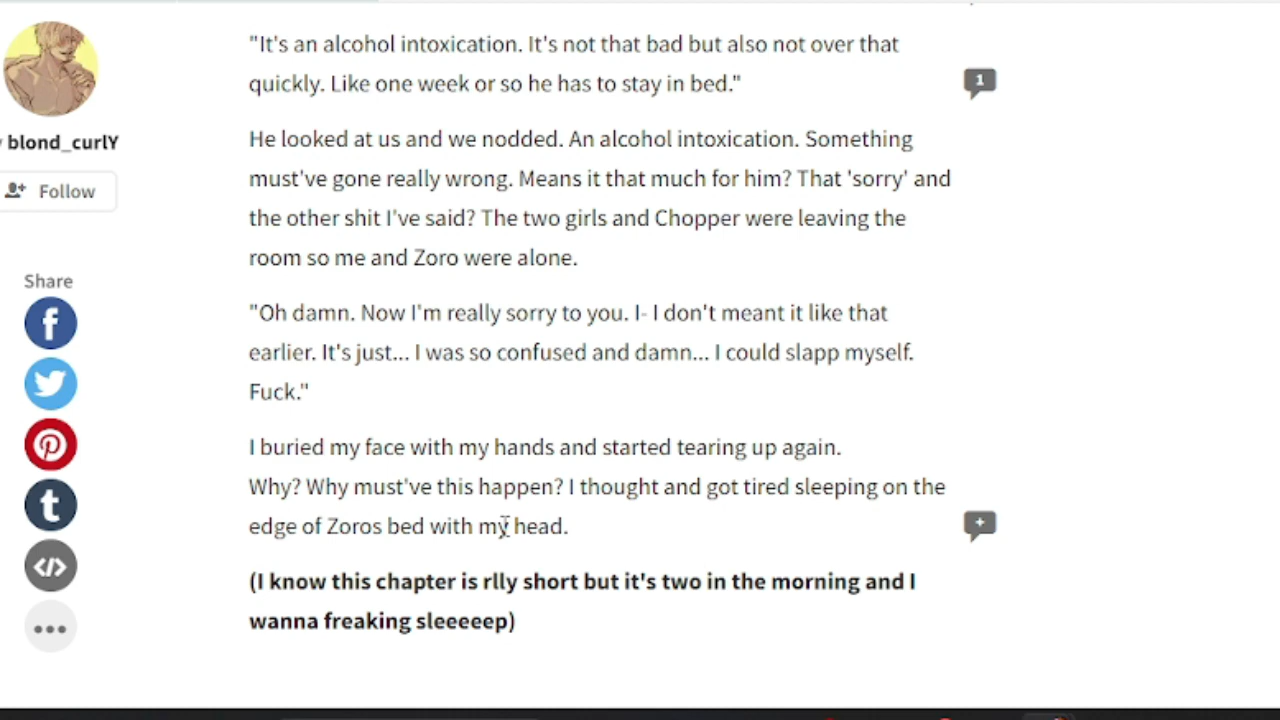 "It's an alcohol intoxication. It's not that bad but also not over that
quickly. Like one week or so he has to stay in bed."
1
He looked at us and we nodded. An alcohol intoxication. Something
must've gone really wrong. Means it that much for him? That 'sorry' and
the other shit I've said? The two girls and Chopper were leaving the
room so me and Zoro were alone.
"Oh damn. Now I'm really sorry to you. I- I don't meant it like that
earlier. It's just... I was so confused and damn... I could slapp myself.
Fuck."
I buried my face with my hands and started tearing up again.
Why? Why must've this happen? I thought and got tired sleeping on the
edge of Zoros bed with my head.
+
(I know this chapter is rlly short but it's two in the morning and I
wanna freaking sleeeeep)
blond_curlY
Follow
Share